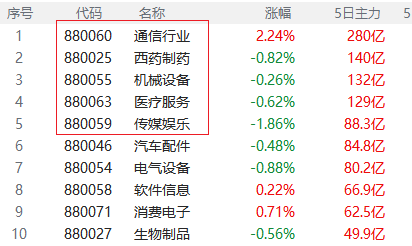 序号 代码 名称 涨幅 5日主力
1 880060 通信行业 2.24% 280亿
2 880025 西药制药 -0.82% 140亿
3 880055 机械设备 -0.26% 132亿
4 880063 医疗服务 -0.62% 129亿
5 880059 传媒娱乐 -1.86% 88.3亿
6 880046 汽车配件 -0.48% 84.8亿
7 880054 电气设备 -0.88% 80.2亿
8 880058 软件信息 0.22% 66.9亿
9 880071 消费电子 0.71% 62.5亿
10 880027 生物制品 -0.56% 49.9亿